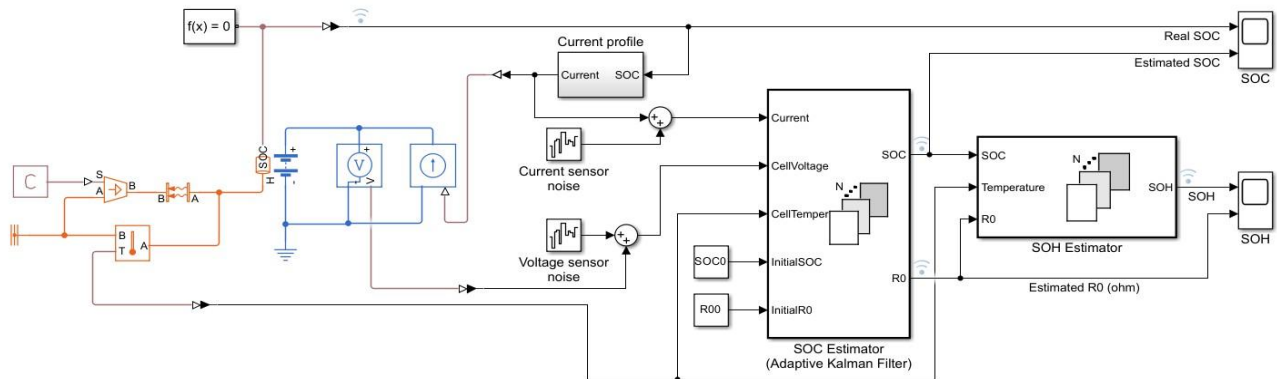 f(x) = 0
Real SOC
Estimated SOC
SOC
Current profile
Current
SOC
Current sensor
noise
Voltage sensor
noise
C
S
A
B
B
A
B
T
A
SOC
H
+
-
V
+
-
V
+
+
+
+
SOC0
R00
Current
CellVoltage
CellTemper
InitialSOC
InitialR0
N
SOC
R0
SOC Estimator
(Adaptive Kalman Filter)
SOC
Temperature
R0
N
SOH
SOH Estimator
SOH
SOH
Estimated R0 (ohm)